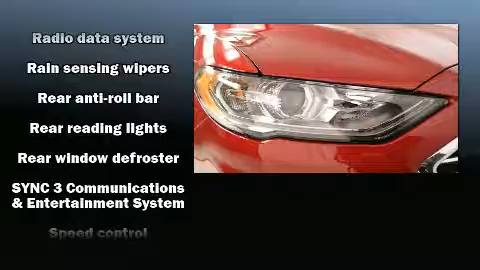 Radio data system
Rain sensing wipers
Rear anti-roll bar
Rear reading lights
Rear window defroster
SYNC 3 Communications
& Entertainment System
Speed control